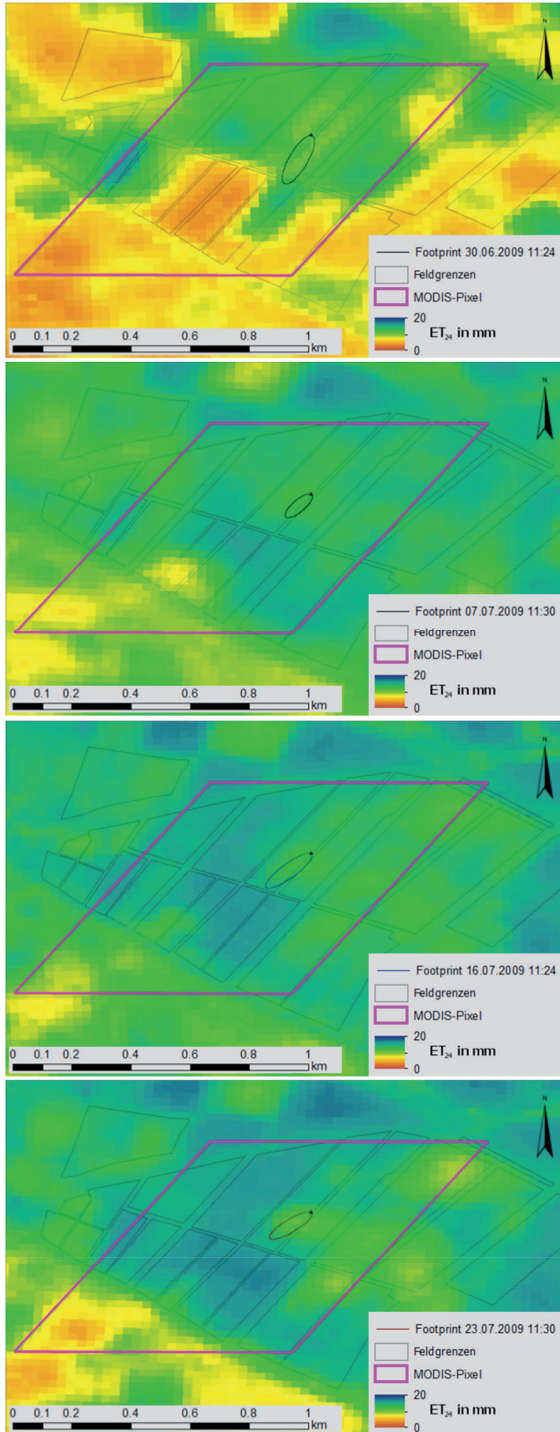 N
Footprint 30.06.2009 11:24
Feldgrenzen
MODIS-Pixel
20
ET24 in mm
0
0 0.1 0.2 0.4 0.6 0.8 1
km
N
Footprint 07.07.2009 11:30
Feldgrenzen
MODIS-Pixel
20
ET24 in mm
0
0 0.1 0.2 0.4 0.6 0.8 1
km
N
Footprint 16.07.2009 11:24
Feldgrenzen
MODIS-Pixel
20
ET24 in mm
0
0 0.1 0.2 0.4 0.6 0.8 1
km
N
Footprint 23.07.2009 11:30
Feldgrenzen
MODIS-Pixel
20
ET24 in mm
0
0 0.1 0.2 0.4 0.6 0.8 1
km